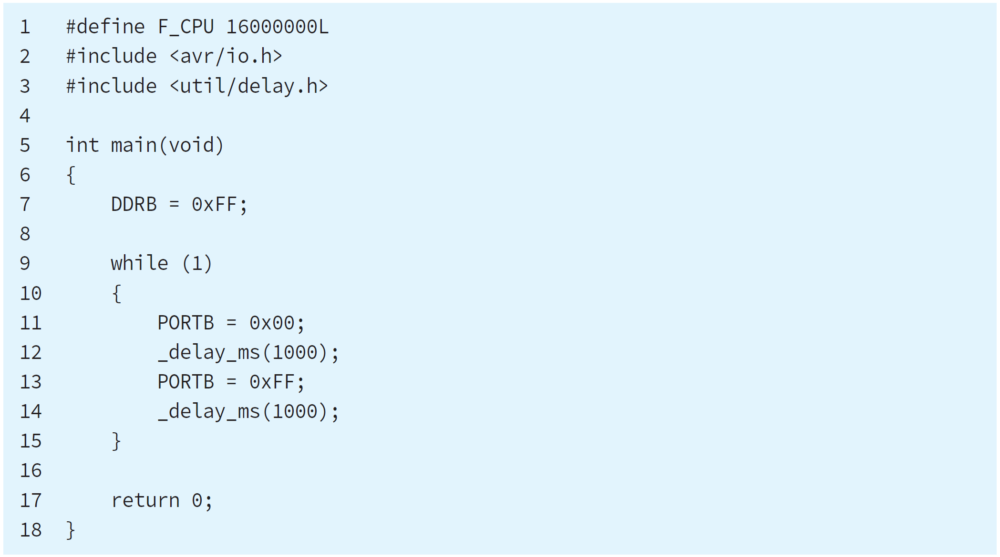 1 #define F_CPU 16000000L
2 #include <avr/io.h>
3 #include <util/delay.h>
4
5 int main(void)
6 {
7     DDRB = 0xFF;
8
9     while (1)
10     {
11         PORTB = 0x00;
12         _delay_ms(1000);
13         PORTB = 0xFF;
14         _delay_ms(1000);
15     }
16
17     return 0;
18 }